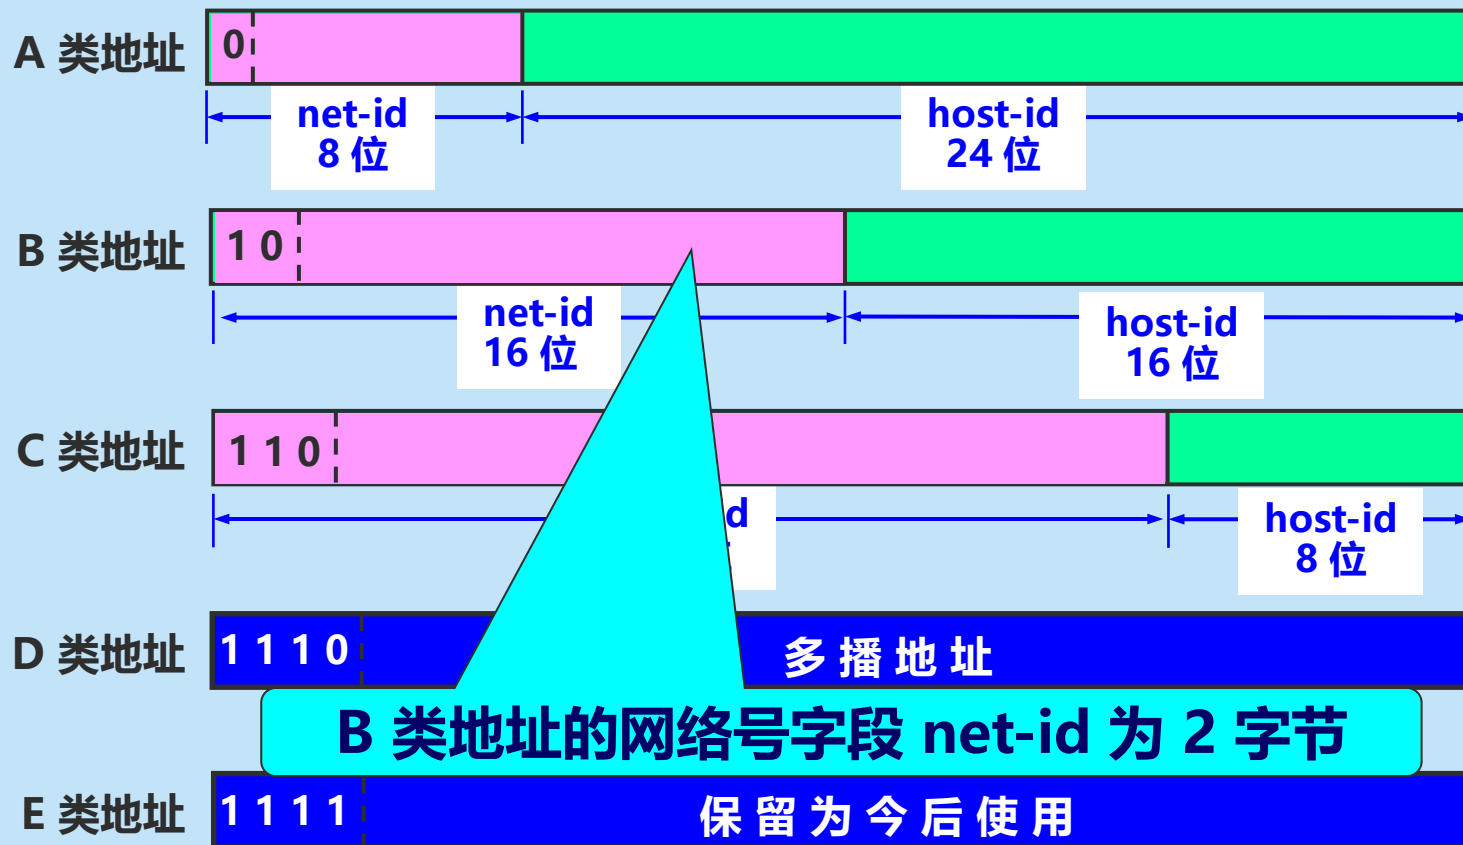 A 类地址
0
net-id
8 位
host-id
24 位
B 类地址
1 0
net-id
16 位
host-id
16 位
C 类地址
1 1 0
d
host-id
8 位
D 类地址
1 1 1 0
多播地址
B 类地址的网络号字段 net-id 为 2 字节
E 类地址
1 1 1 1
保留为今后使用